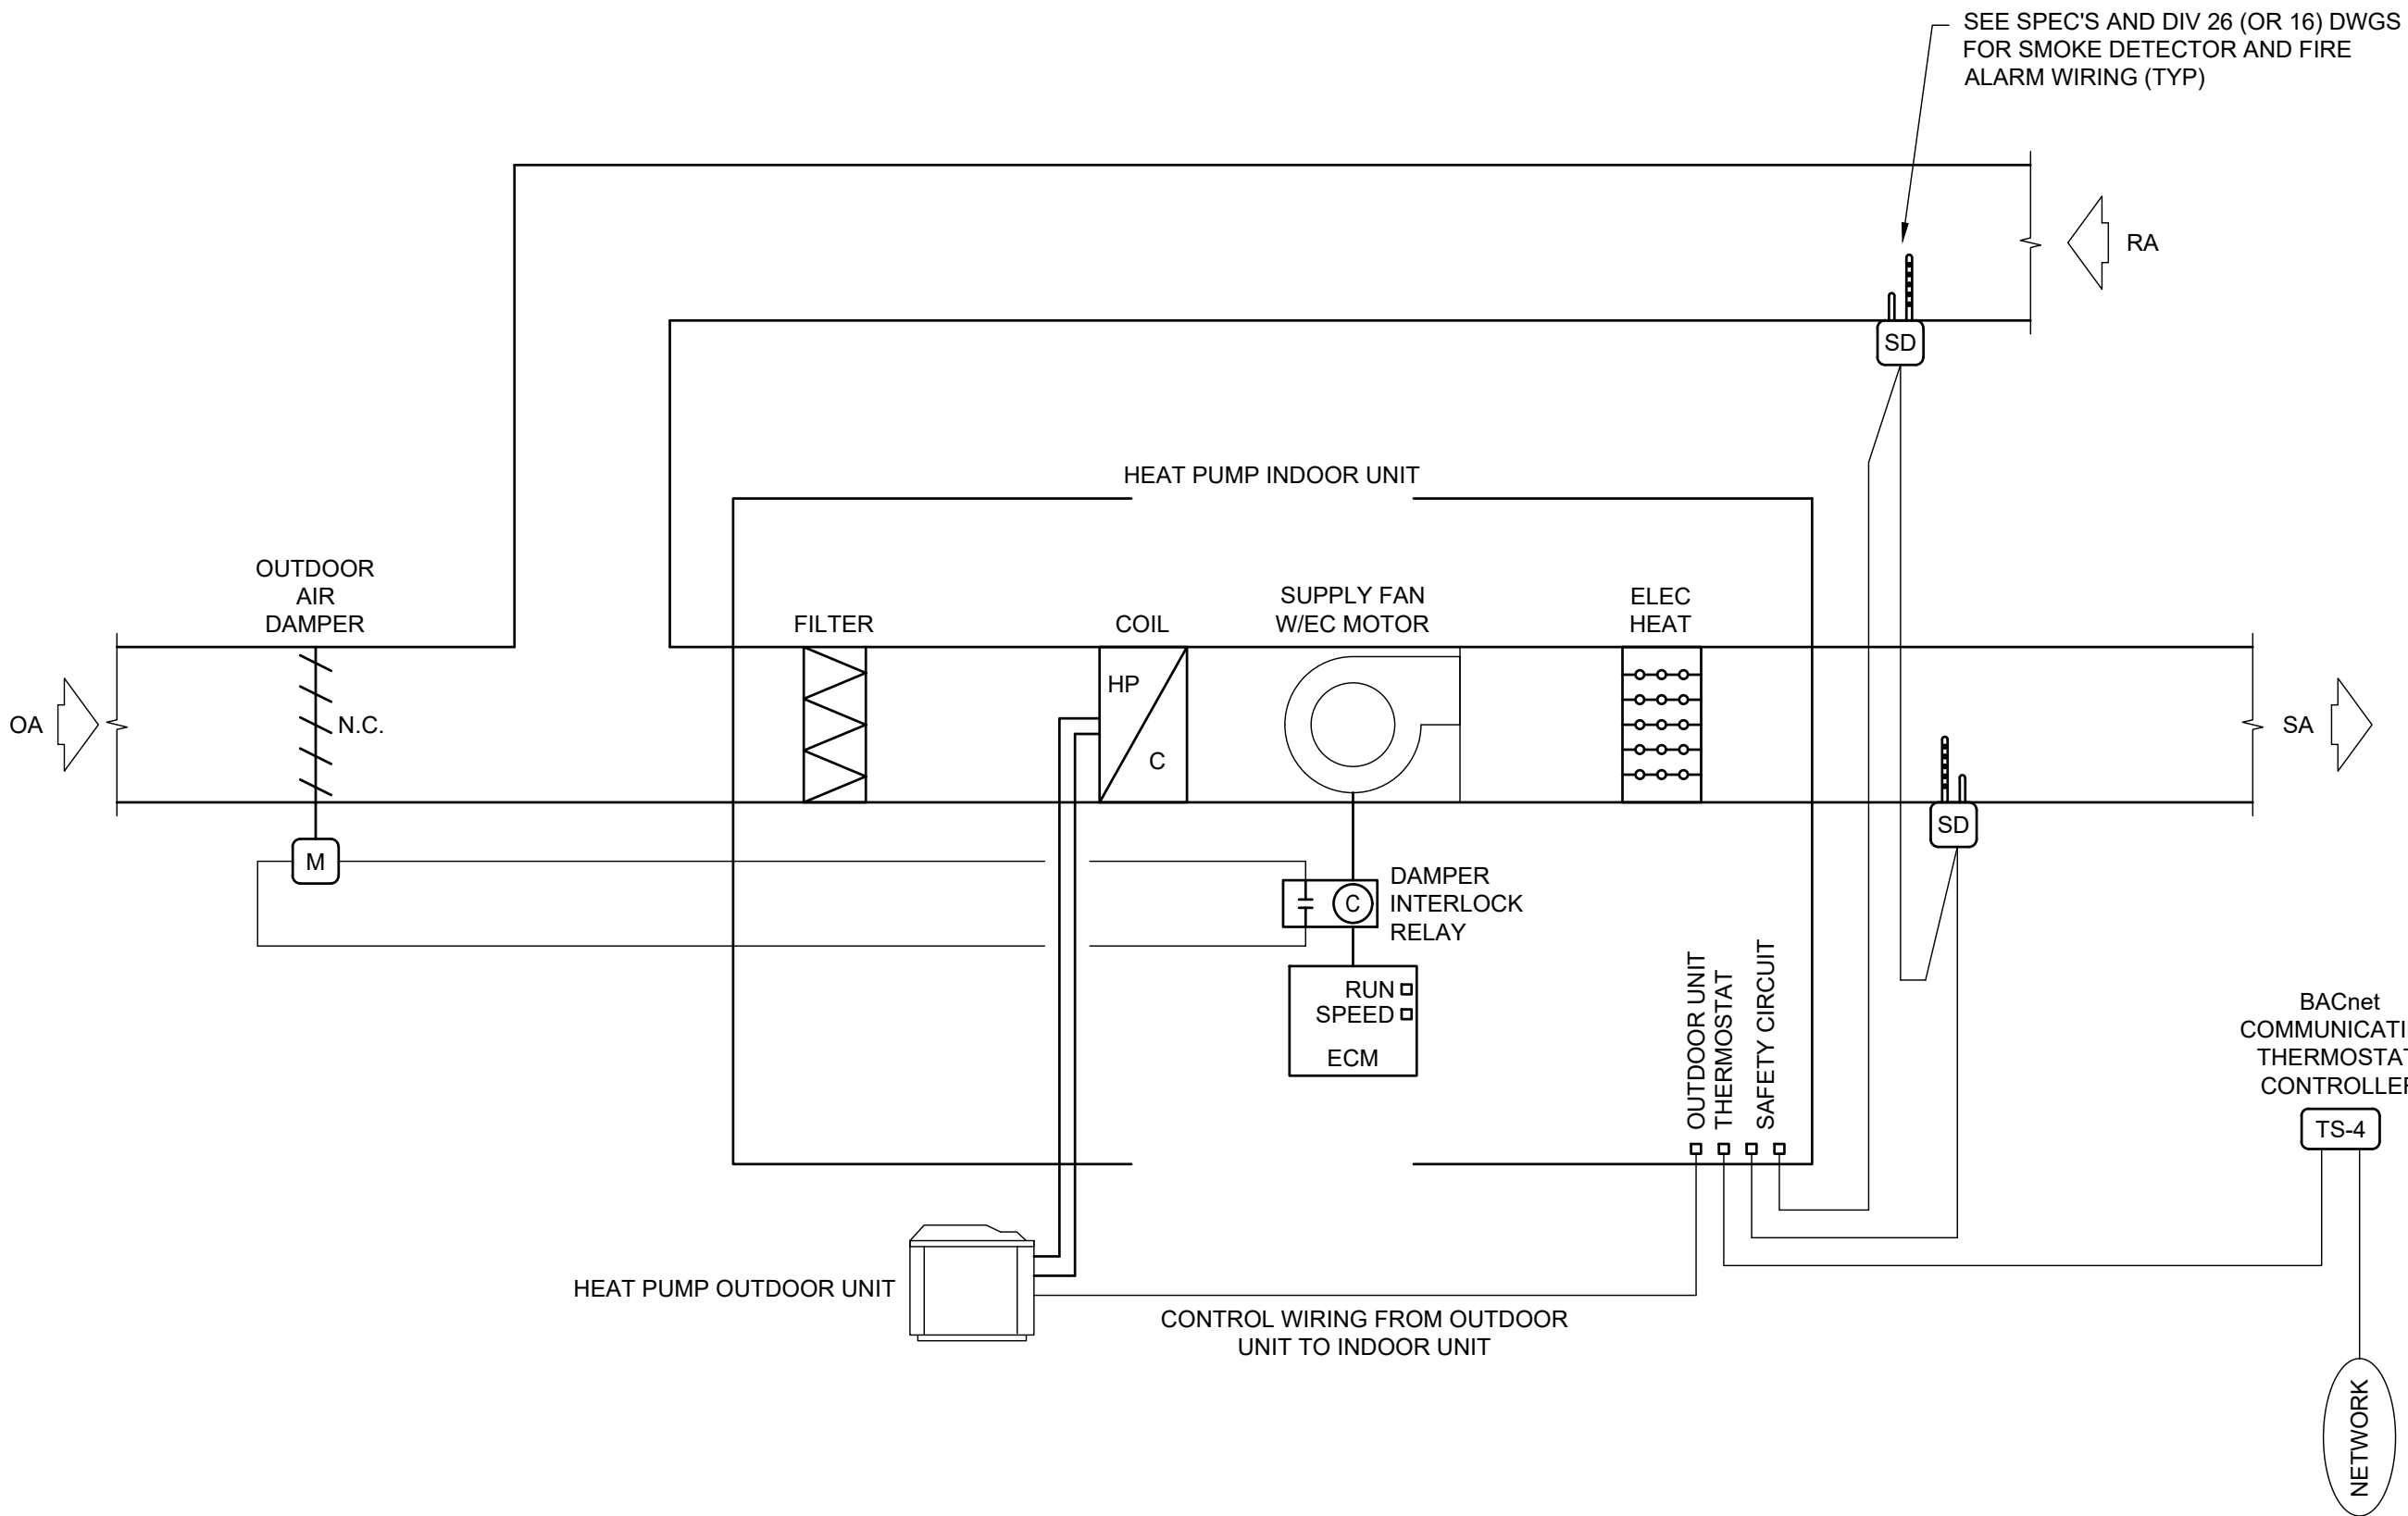 SEE SPEC'S AND DIV 26 (OR 16) DWGS
FOR SMOKE DETECTOR AND FIRE
ALARM WIRING (TYP)
RA
SD
HEAT PUMP INDOOR UNIT
OUTDOOR
AIR
DAMPER
FILTER
COIL
SUPPLY FAN
W/EC MOTOR
ELEC
HEAT
HP
C
OA
N.C.
SA
SD
M
C
DAMPER
INTERLOCK
RELAY
RUN
SPEED
ECM
OUTDOOR UNIT
THERMOSTAT
SAFETY CIRCUIT
BACnet
COMMUNICATI
THERMOSTAT
CONTROLLER
TS-4
HEAT PUMP OUTDOOR UNIT
CONTROL WIRING FROM OUTDOOR
UNIT TO INDOOR UNIT
NETWORK